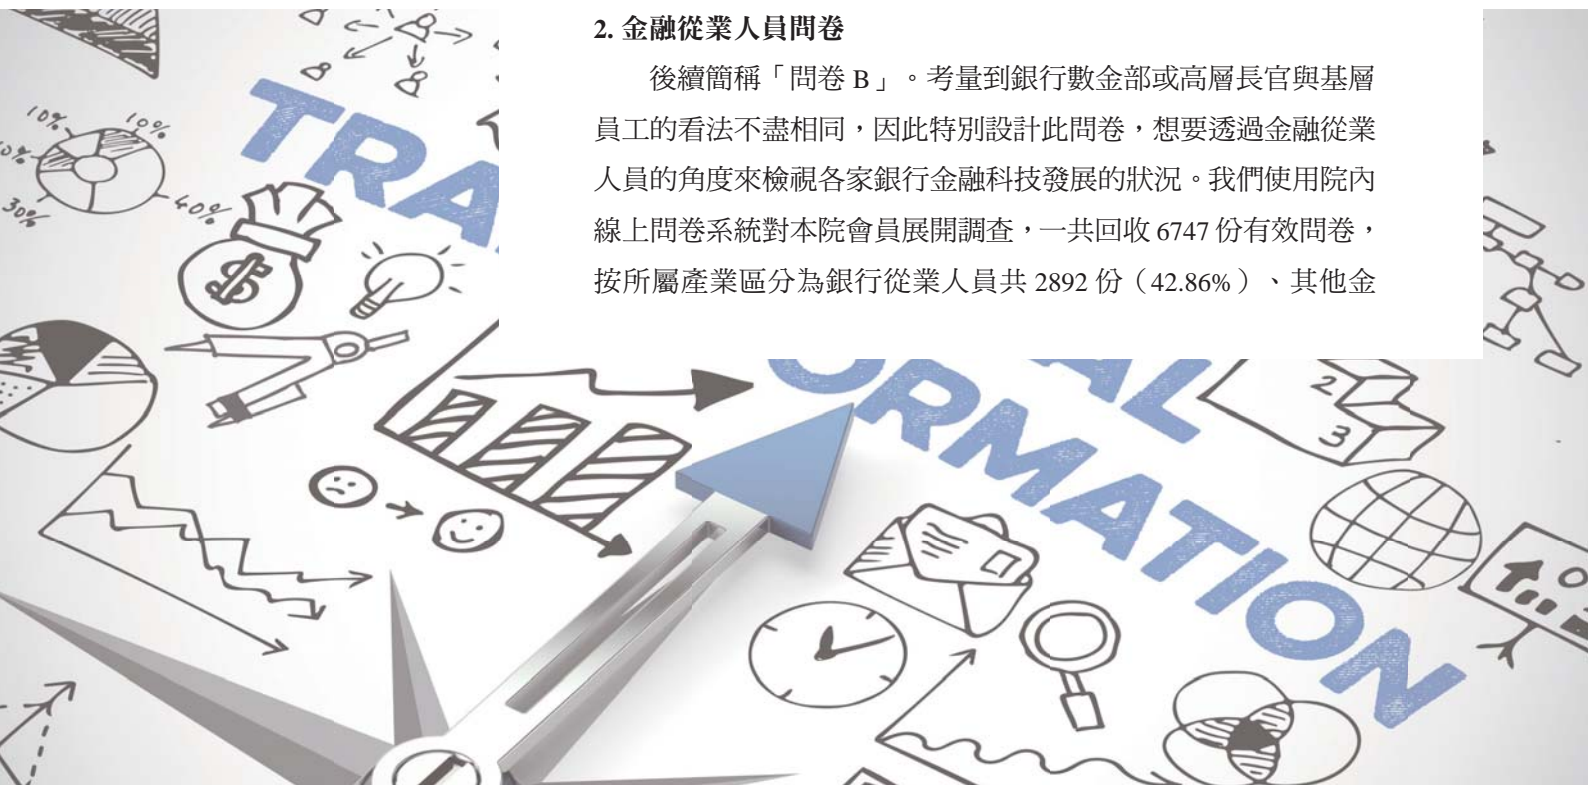 2. 金融從業人員問卷
後續簡稱「問卷 B」。考量到銀行數金部或高層長官與基層
員工的看法不盡相同，因此特別設計此問卷，想要透過金融從業
人員的角度來檢視各家銀行金融科技發展的狀況。我們使用院內
線上問卷系統對本院會員展開調查，一共回收 6747 份有效問卷，
按所屬產業區分為銀行從業人員共 2892 份（42.86%）、其他金
10%
10%
30%
40%
TRA
AL
ORMATION
2
3